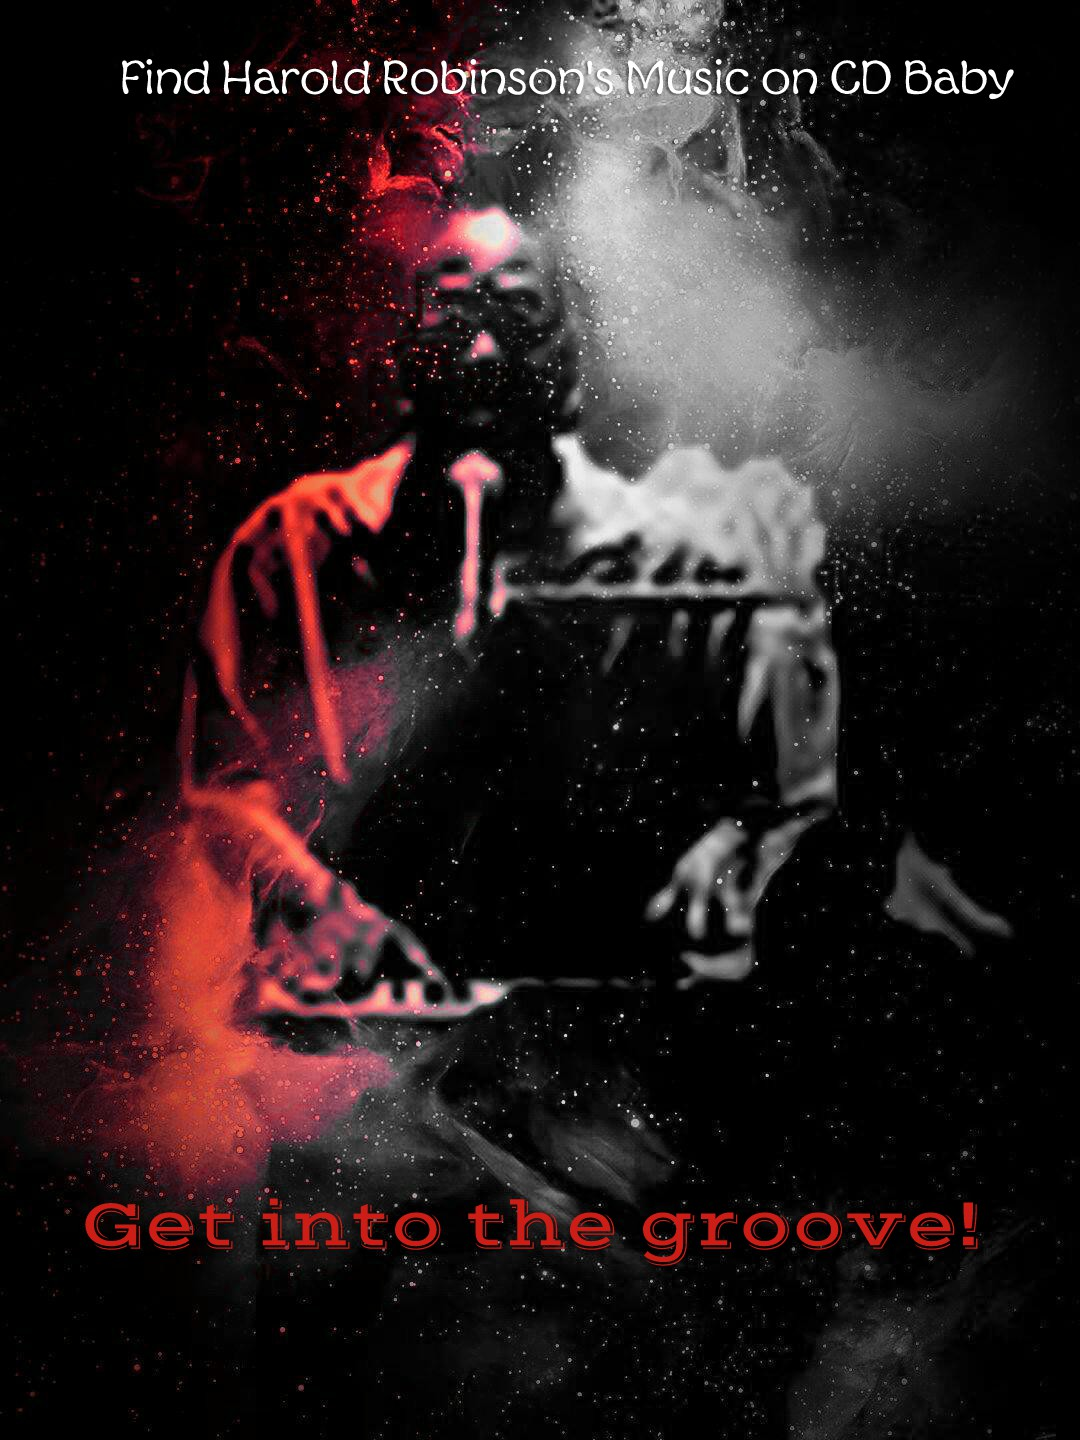 Find Harold Robinson's Music on CD Baby
Get into the groove!